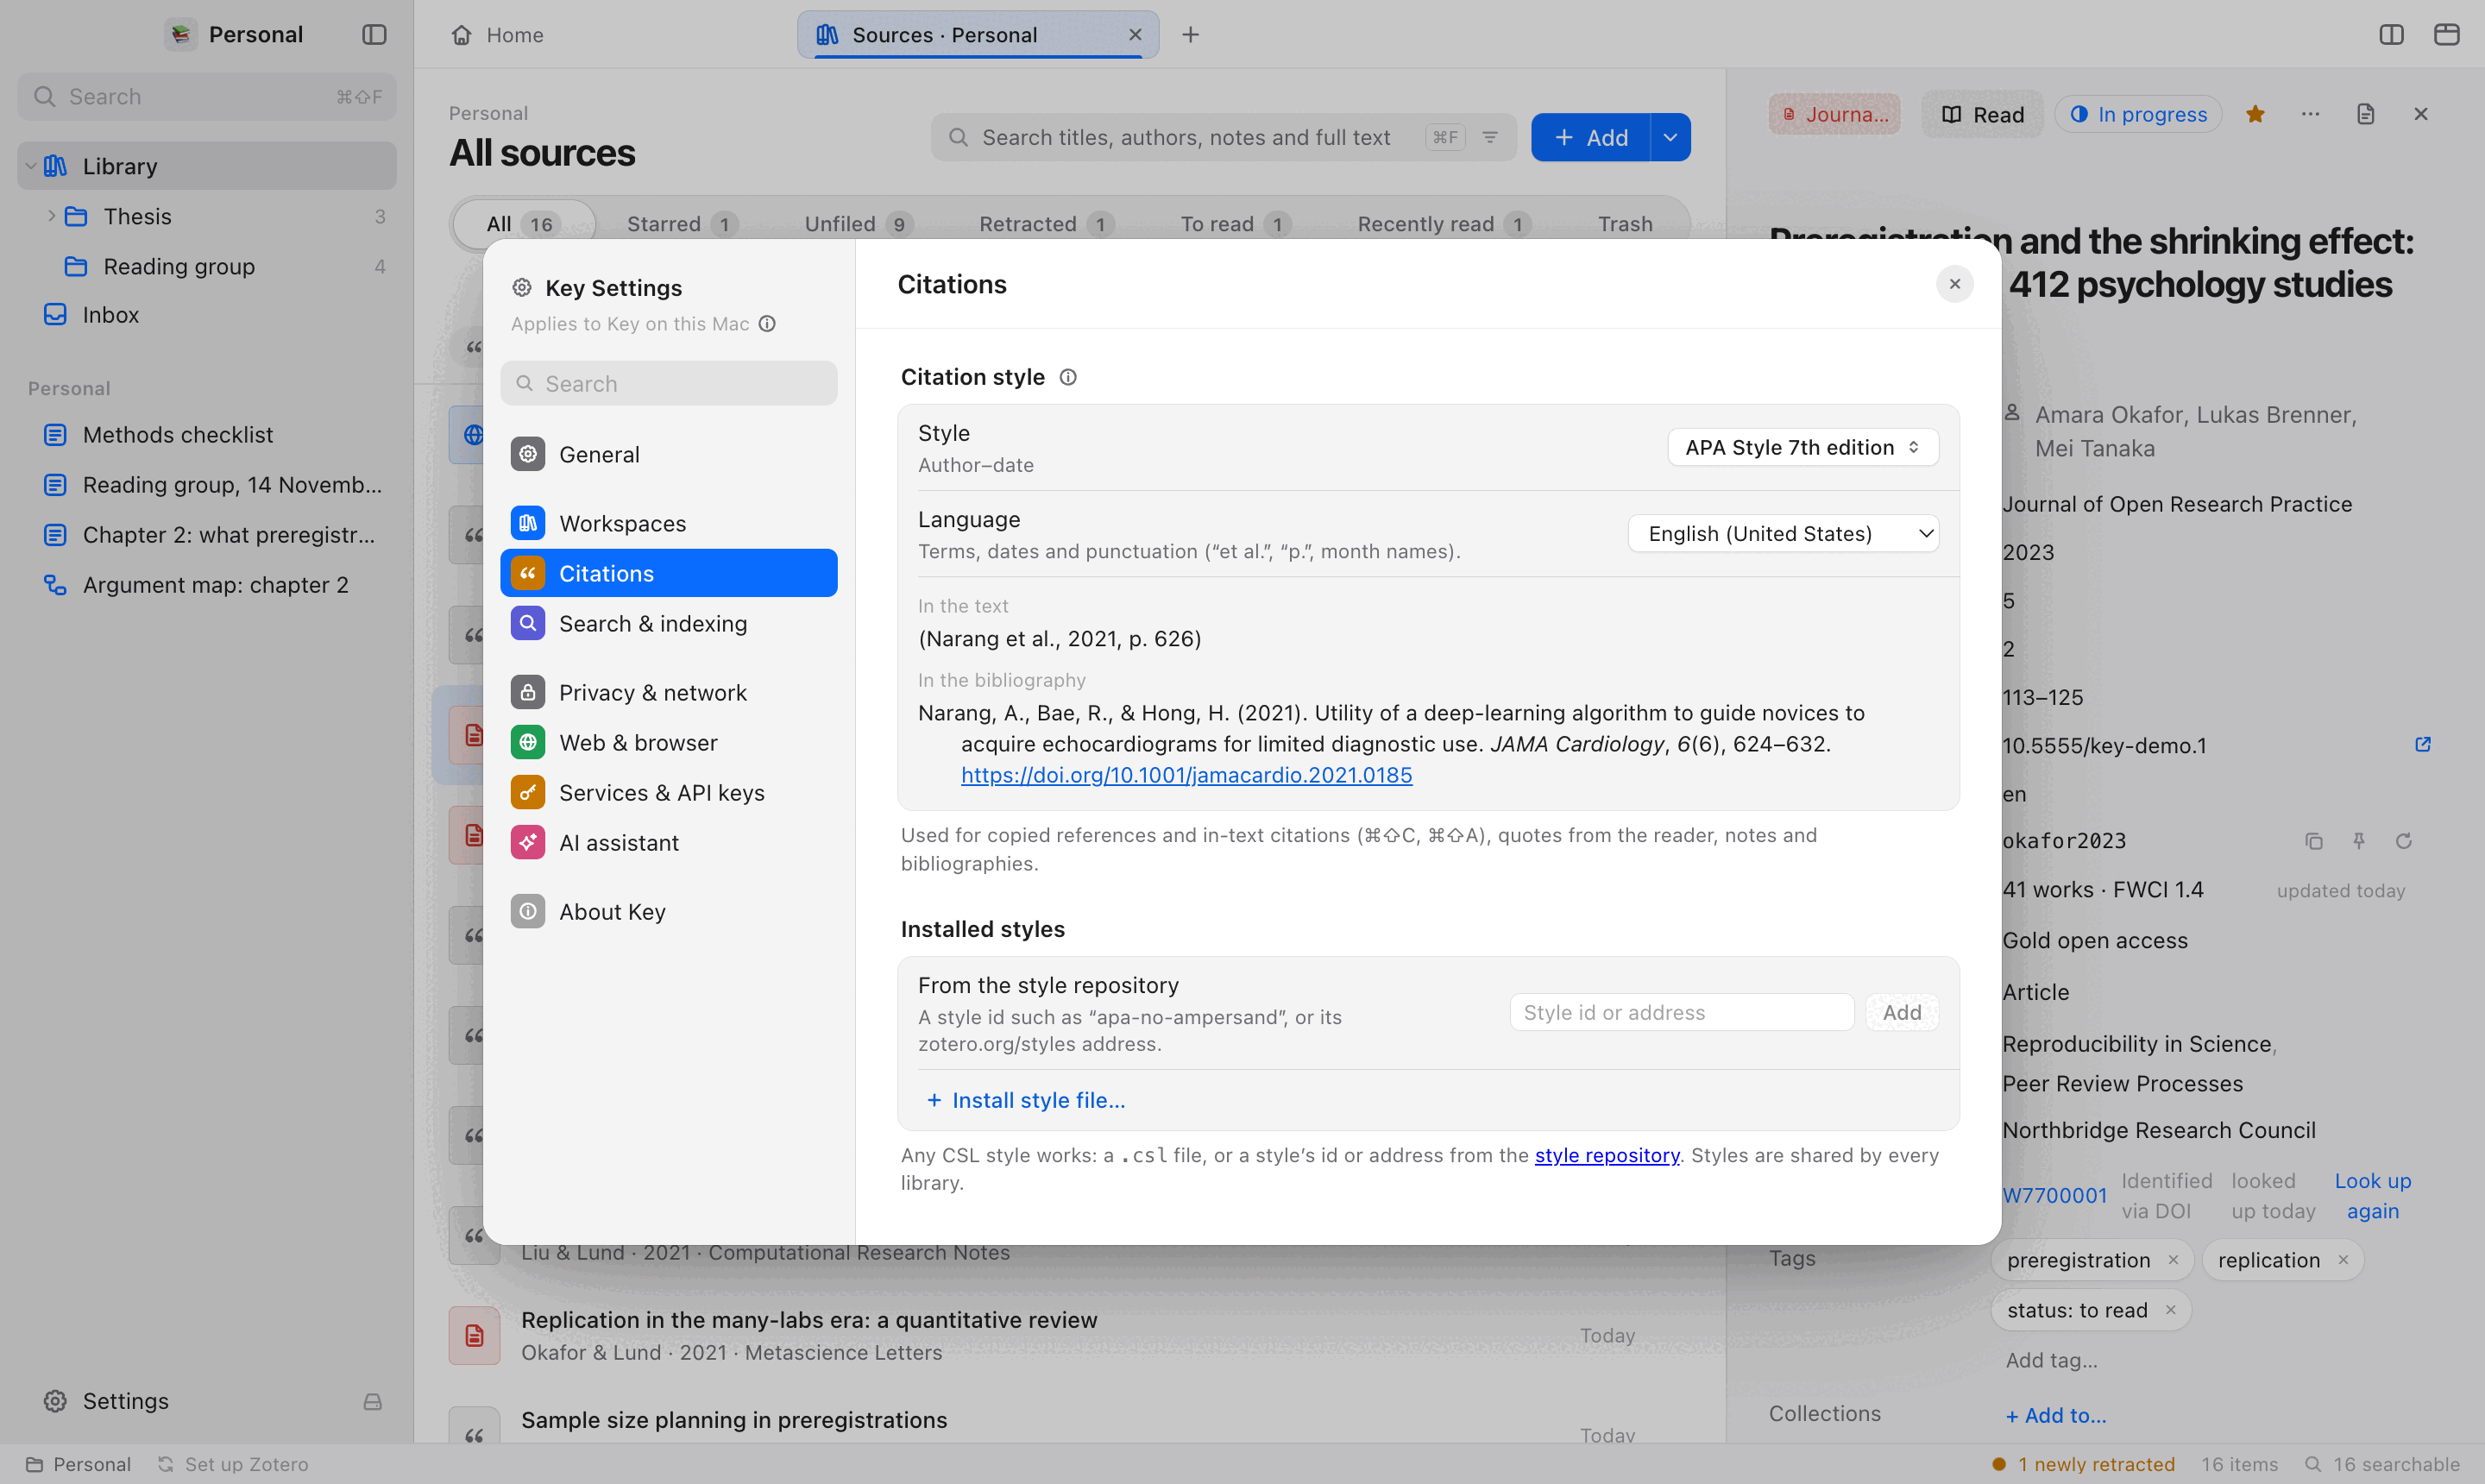 Personal
Search ⌘⇧F
Library
Thesis 3
Reading group 4
Inbox
Personal
Methods checklist
Reading group, 14 Novemb...
Chapter 2: what preregistr...
Argument map: chapter 2
Settings
Home
Sources · Personal
Personal
All sources
Search titles, authors, notes and full text ⌘F
Add
All 16
Starred 1
Unfiled 9
Retracted 1
To read 1
Recently read 1
Trash
Key Settings
Applies to Key on this Mac
Search
General
Workspaces
Citations
Search & indexing
Privacy & network
Web & browser
Services & API keys
AI assistant
About Key
Citations
Citation style
Style
Author–date
APA Style 7th edition
Language
Terms, dates and punctuation (“et al.”, “p.”, month names).
English (United States)
In the text
(Narang et al., 2021, p. 626)
In the bibliography
Narang, A., Bae, R., & Hong, H. (2021). Utility of a deep-learning algorithm to guide novices to
acquire echocardiograms for limited diagnostic use. JAMA Cardiology, 6(6), 624–632.
https://doi.org/10.1001/jamacardio.2021.0185
Used for copied references and in-text citations (⌘⇧C, ⌘⇧A), quotes from the reader, notes and
bibliographies.
Installed styles
From the style repository
A style id such as “apa-no-ampersand”, or its
zotero.org/styles address.
Style id or address
Add
+ Install style file...
Any CSL style works: a .csl file, or a style’s id or address from the style repository. Styles are shared by every
library.
Liu & Lund · 2021 · Computational Research Notes
Replication in the many-labs era: a quantitative review
Okafor & Lund · 2021 · Metascience Letters
Today
Sample size planning in preregistrations
Today
Journa...
Read
In progress
and the shrinking effect:
412 psychology studies
Amara Okafor, Lukas Brenner,
Mei Tanaka
Journal of Open Research Practice
2023
5
2
113–125
10.5555/key-demo.1
en
okafor2023
41 works · FWCI 1.4 updated today
Gold open access
Article
Reproducibility in Science,
Peer Review Processes
Northbridge Research Council
W7700001
Identified
via DOI
looked
up today
Look up
again
Tags
preregistration ×
replication ×
status: to read ×
Add tag...
Collections
+ Add to...
Personal
Set up Zotero
1 newly retracted
16 items
16 searchable